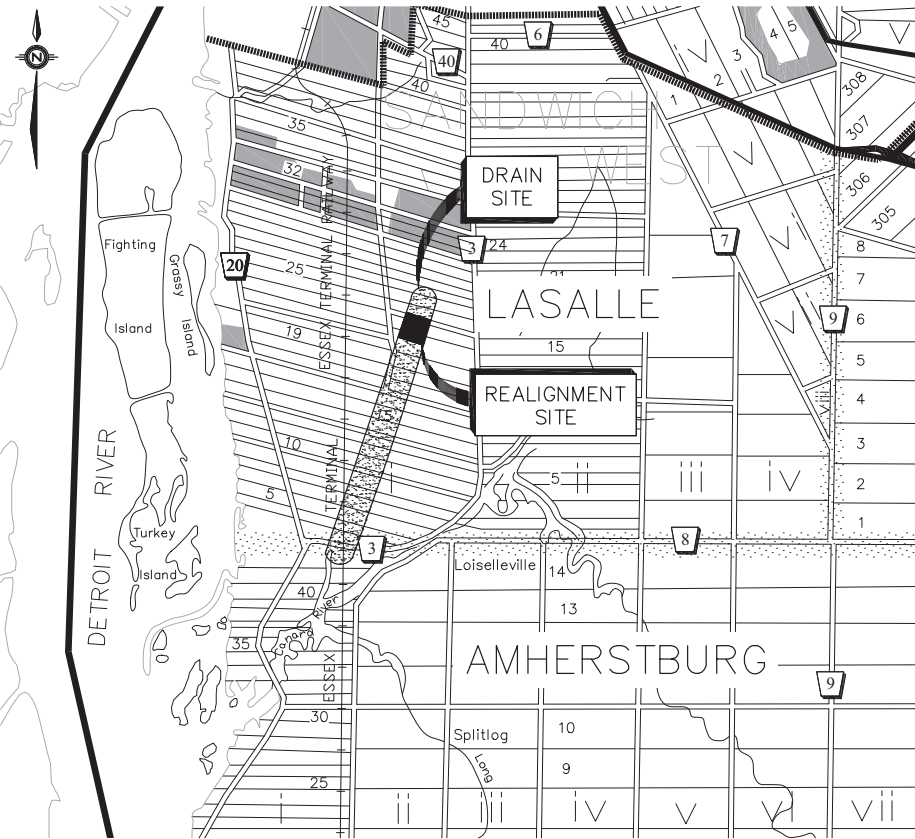 N
45
6
40
40
40
iv
3
4
5
V
2
1
308
307
306
305
SANDWICH
WEST
35
32
DRAIN
SITE
V
7
3
24
V
8
Fighting
Island
Grassy
Island
20
25
ESSEX TERMINAL RAILWAY
21
LASALLE
7
9
6
V
19
15
5
REALIGNMENT
SITE
4
iii
10
3
5
TERMINAL
i
5
ii
iii
iv
2
1
DETROIT RIVER
Turkey
Island
3
8
Loiselleville
14
40
13
Canard River
35
ESSEX
AMHERSTBURG
9
30
10
Splitlog
Long
9
25
i
ii
iii
iv
v
vi
vii